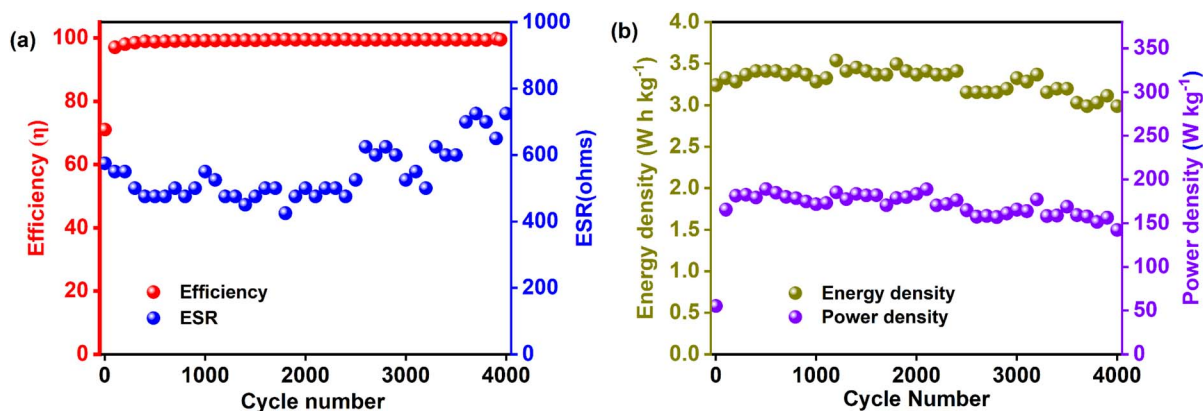 (a)
Efficiency (η)
100
80
60
40
20
0
1000
800
600
400
200
0
ESR(ohms)
Efficiency
ESR
0 1000 2000 3000 4000
Cycle number
(b)
Energy density (W h kg⁻¹)
4.0
3.5
3.0
2.5
2.0
1.5
1.0
0.5
0.0
350
300
250
200
150
100
50
0
Power density (W kg⁻¹)
Energy density
Power density
0 1000 2000 3000 4000
Cycle Number